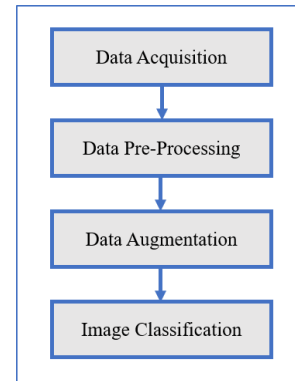 Data Acquisition
Data Pre-Processing
Data Augmentation
Image Classification